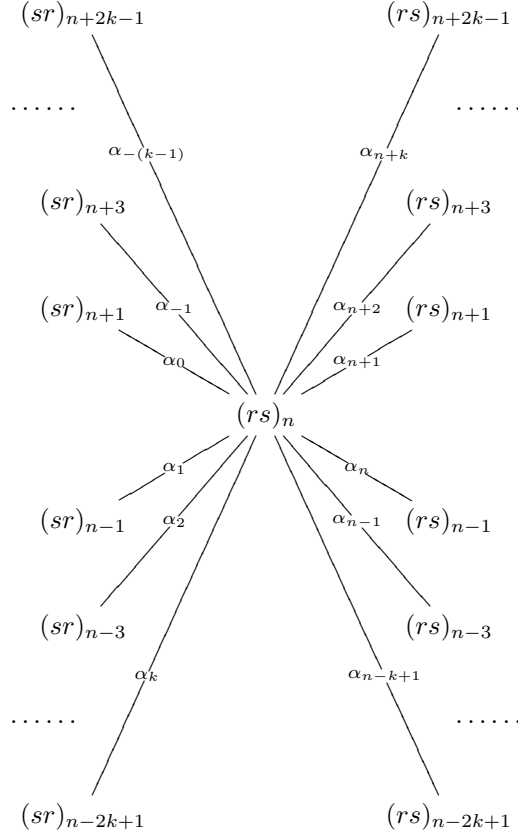 (sr)_{n+2k-1} (rs)_{n+2k-1}
...... ......
α_{-(k-1)} α_{n+k}
(sr)_{n+3} (rs)_{n+3}
α_{-1} α_{n+2}
(sr)_{n+1} (rs)_{n+1}
α_0 α_{n+1}
(rs)_n
α_1 α_n
(sr)_{n-1} α_2 α_{n-1} (rs)_{n-1}
(sr)_{n-3} (rs)_{n-3}
α_k α_{n-k+1}
...... ......
(sr)_{n-2k+1} (rs)_{n-2k+1}